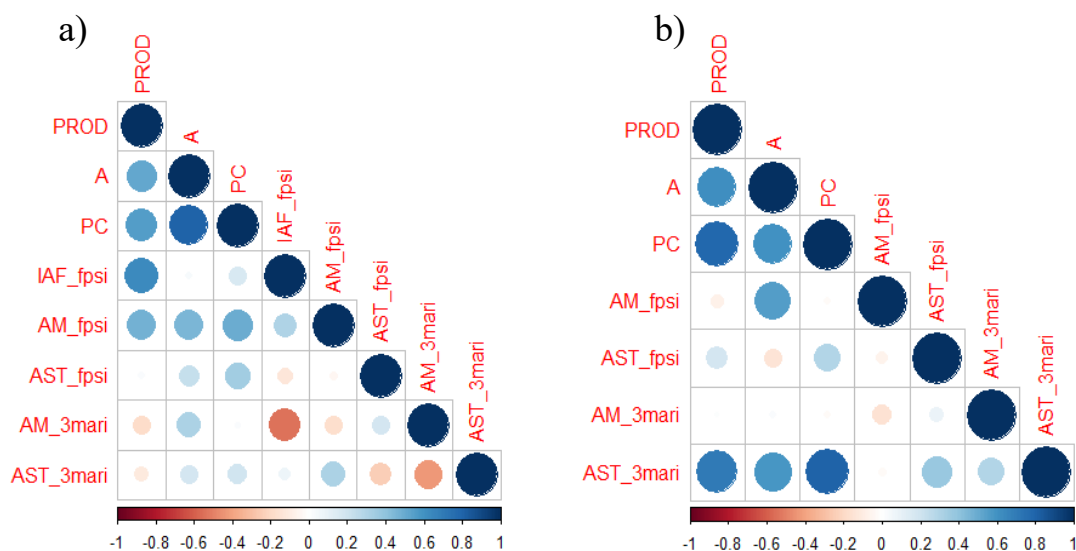 a)
PROD
A
PC
IAF_fpsi
AM_fpsi
AST_fpsi
AM_3mari
AST_3mari
PROD
A
PC
IAF_fpsi
AM_fpsi
AST_fpsi
AM_3mari
AST_3mari
-1 -0.8 -0.6 -0.4 -0.2 0 0.2 0.4 0.6 0.8 1
b)
PROD
A
PC
AM_fpsi
AST_fpsi
AM_3mari
AST_3mari
PROD
A
PC
AM_fpsi
AST_fpsi
AM_3mari
AST_3mari
-1 -0.8 -0.6 -0.4 -0.2 0 0.2 0.4 0.6 0.8 1